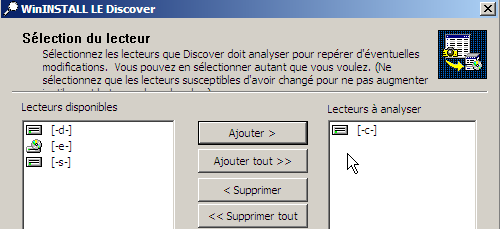 WinINSTALL LE Discover
Sélection du lecteur
Sélectionnez les lecteurs que Discover doit analyser pour repérer d'éventuelles
modifications. Vous pouvez en sélectionner autant que vous voulez. (Ne
sélectionnez que les lecteurs susceptibles d'avoir changé pour ne pas augmenter
Lecteurs disponibles
Lecteurs à analyser
[-d-]
[-e-]
[-s-]
Ajouter >
Ajouter tout >>
< Supprimer
<< Supprimer tout
[-c-]